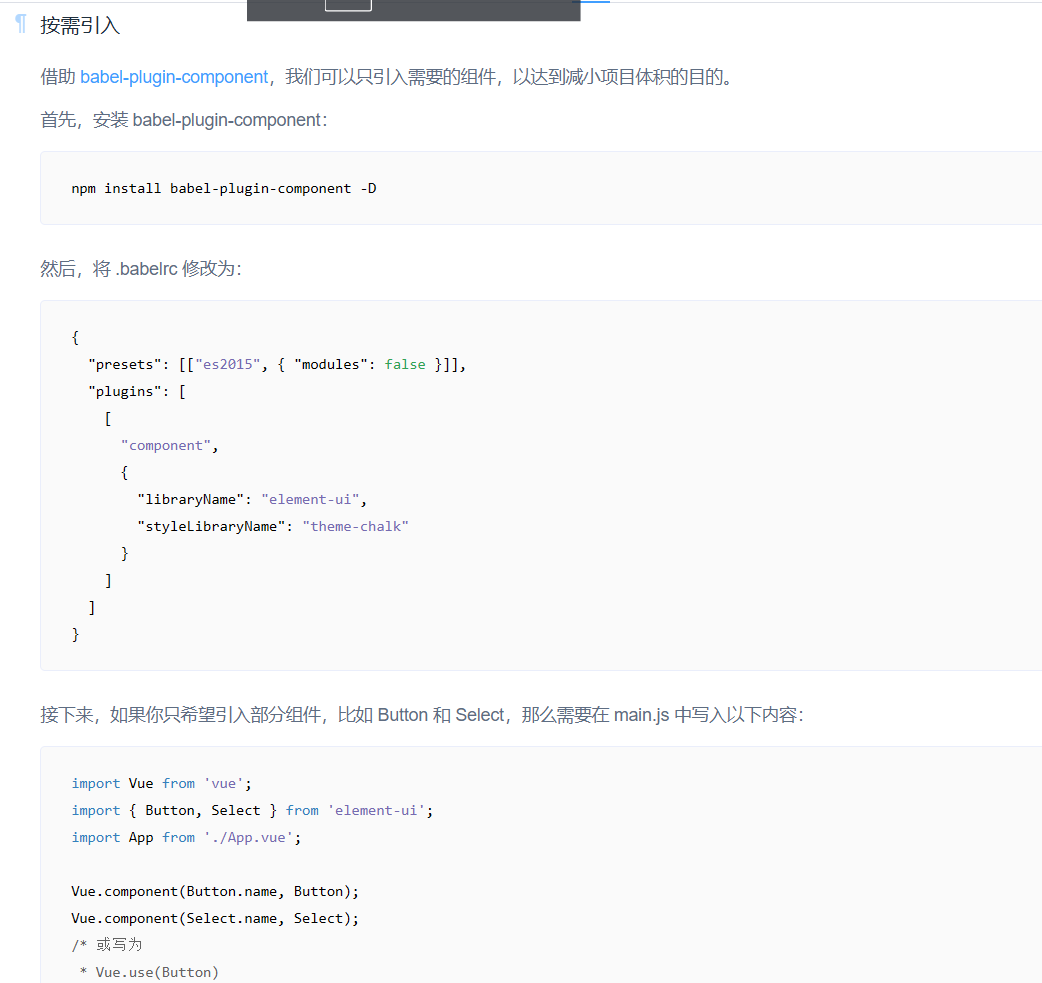 ¶ 按需引入
借助 babel-plugin-component，我们可以只引入需要的组件，以达到减小项目体积的目的。
首先，安装 babel-plugin-component：
npm install babel-plugin-component -D
然后，将 .babelrc 修改为：
{
  "presets": [["es2015", { "modules": false }]],
  "plugins": [
    [
      "component",
      {
        "libraryName": "element-ui",
        "styleLibraryName": "theme-chalk"
      }
    ]
  ]
}
接下来，如果你只希望引入部分组件，比如 Button 和 Select，那么需要在 main.js 中写入以下内容：
import Vue from 'vue';
import { Button, Select } from 'element-ui';
import App from './App.vue';
Vue.component(Button.name, Button);
Vue.component(Select.name, Select);
/* 或写为
 * Vue.use(Button)